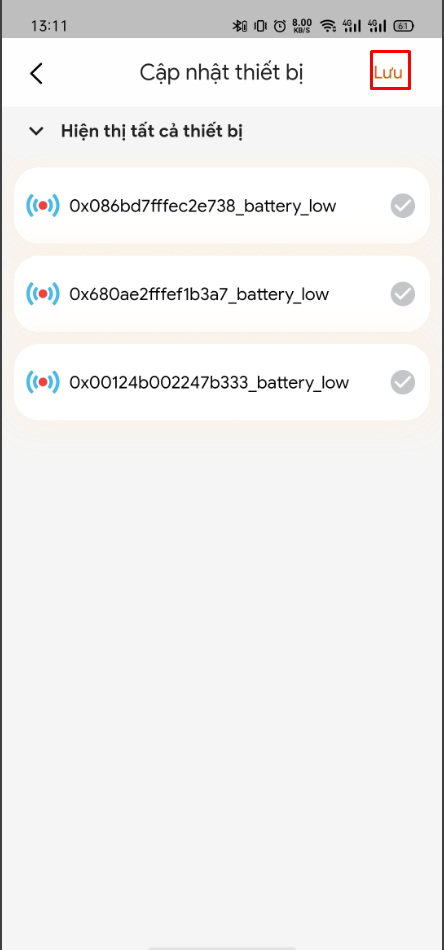 13:11 8.00 KB/S 4G 4G 61
Cập nhật thiết bị Lưu
Hiện thị tất cả thiết bị
0x086bd7fffec2e738_battery_low
0x680ae2fffef1b3a7_battery_low
0x00124b002247b333_battery_low